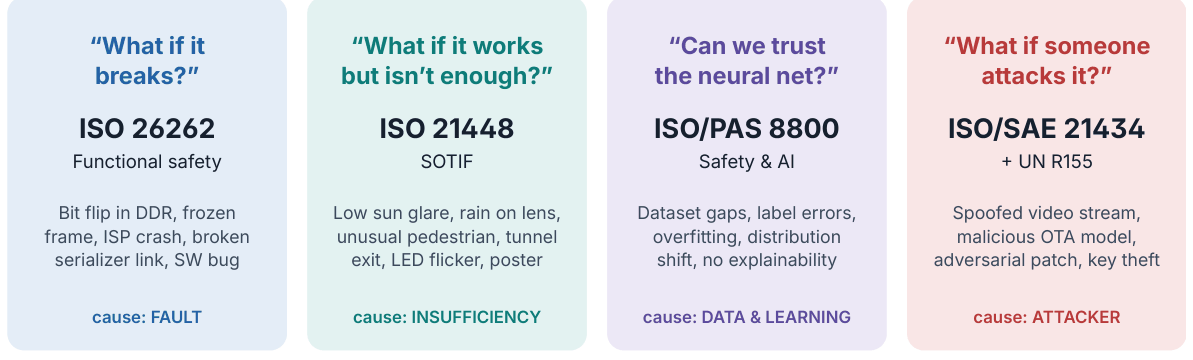 “What if it
breaks?”
ISO 26262
Functional safety
Bit flip in DDR, frozen
frame, ISP crash, broken
serializer link, SW bug
cause: FAULT
“What if it works
but isn’t enough?”
ISO 21448
SOTIF
Low sun glare, rain on lens,
unusual pedestrian, tunnel
exit, LED flicker, poster
cause: INSUFFICIENCY
“Can we trust
the neural net?”
ISO/PAS 8800
Safety & AI
Dataset gaps, label errors,
overfitting, distribution
shift, no explainability
cause: DATA & LEARNING
“What if someone
attacks it?”
ISO/SAE 21434
+ UN R155
Spoofed video stream,
malicious OTA model,
adversarial patch, key theft
cause: ATTACKER